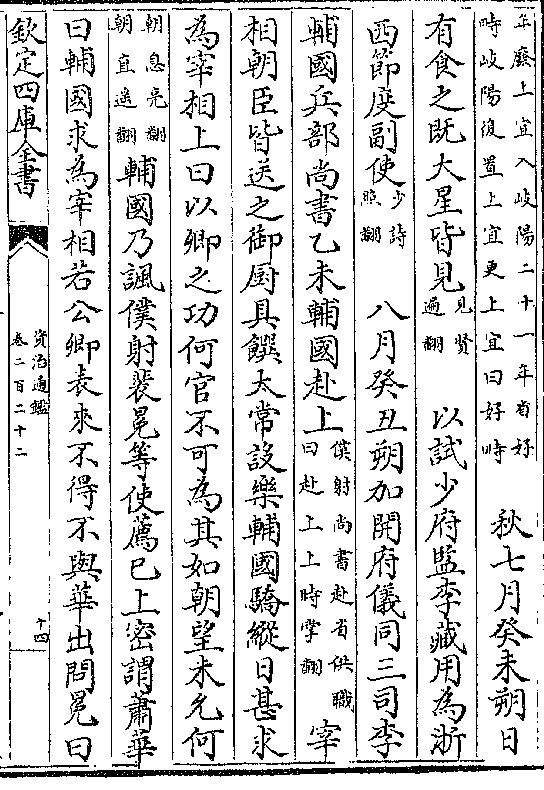 年廢上宜入岐陽二十一年省好
時岐陽復置上宜更上宜曰好時
秋七月癸未朔日
有食之既大星皆見
見賢
遍翻
以試少府監李藏用為浙
西節度副使
少詩
照翻
八月癸丑朔加開府儀同三司李
輔國兵部尚書乙未輔國赴上
僕射尚書赴省供職
曰赴上上時掌翻
宰
相朝臣皆送之御厨具饌太常設樂輔國驕縱日甚求
為宰相上曰以卿之功何官不可為其如朝望未允何
朝息亮翻
朝直遥翻
輔國乃諷僕射裴冕等使薦已上密謂蕭華
曰輔國求為宰相若公卿表來不得不與華出問冕曰
欽定四庫全書
資治通鑑
卷二百二十二
十四